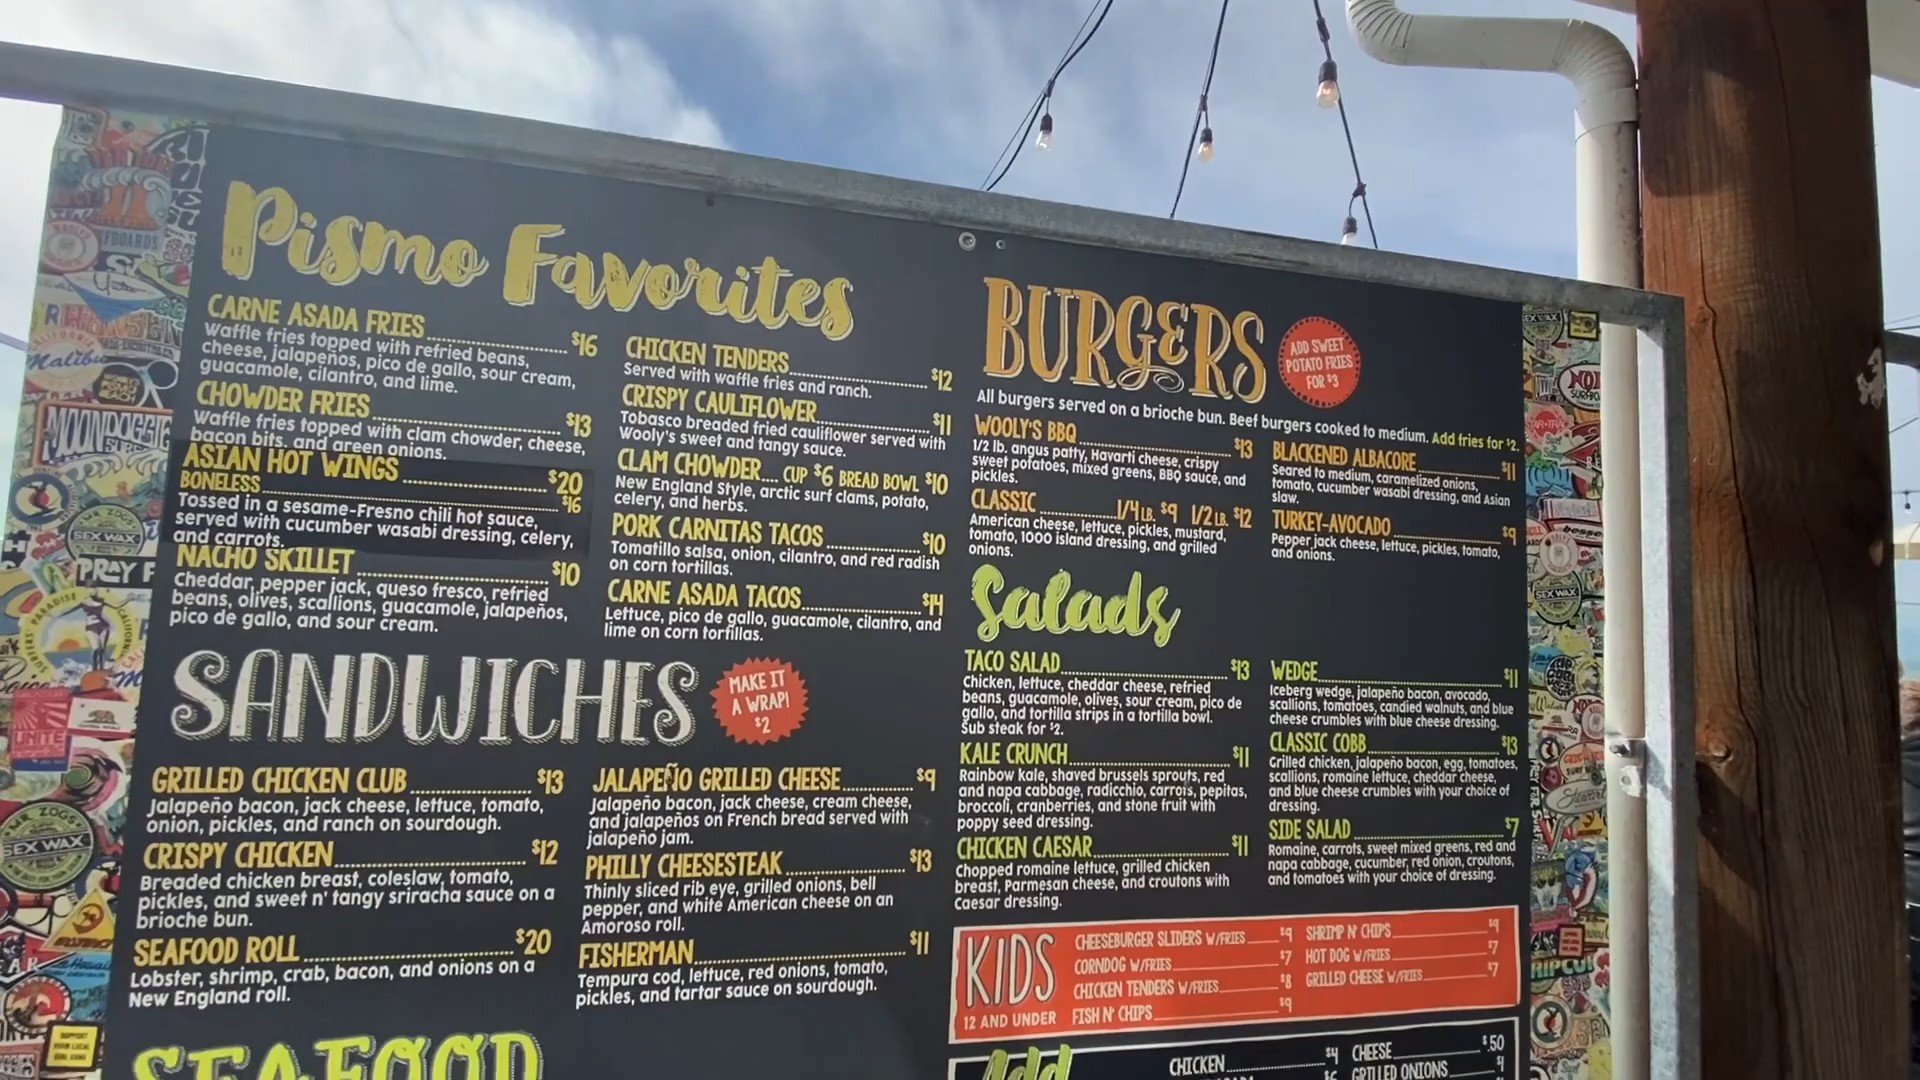 Pismo Favorites
CARNE ASADA FRIES $16
Waffle fries topped with refried beans,
cheese, jalapeños, pico de gallo, sour cream,
guacamole, cilantro, and lime.
CHOWDER FRIES $13
Waffle fries topped with clam chowder, cheese,
bacon bits, and green onions.
ASIAN HOT WINGS $20
BONELESS $16
Tossed in a sesame-Fresno chili hot sauce,
served with cucumber wasabi dressing, celery,
and carrots.
NACHO SKILLET $10
Cheddar, pepper jack, queso fresco, refried
beans, olives, scallions, guacamole, jalapeños,
pico de gallo, and sour cream.
CHICKEN TENDERS $12
Served with waffle fries and ranch.
CRISPY CAULIFLOWER $11
Tobasco breaded fried cauliflower served with
Wooly's sweet and tangy sauce.
CLAM CHOWDER.... CUP $6 BREAD BOWL $10
New England Style, arctic surf clams, potato,
celery, and herbs.
PORK CARNITAS TACOS $10
Tomatillo salsa, onion, cilantro, and red radish
on corn tortillas.
CARNE ASADA TACOS $14
Lettuce, pico de gallo, guacamole, cilantro, and
lime on corn torfillas.
SANDWICHES
MAKE IT
A WRAP!
$2
GRILLED CHICKEN CLUB $13
Jalapeño bacon, jack cheese, lettuce, tomato,
onion, pickles, and ranch on sourdough.
CRISPY CHICKEN $12
Breaded chicken breast, coleslaw, tomato,
pickles, and sweet n' tangy sriracha sauce on a
brioche bun.
SEAFOOD ROLL $20
Lobster, shrimp, crab, bacon, and onions on a
New England roll.
JALAPEÑO GRILLED CHEESE $9
Jalapeño bacon, jack cheese, cream cheese,
and jalapeños on French bread served with
jalapeño jam.
PHILLY CHEESESTEAK $13
Thinly sliced rib eye, grilled onions, bell
pepper, and white American cheese on an
Amoroso roll.
FISHERMAN $11
Tempura cod, lettuce, red onions, tomato,
pickles, and tartar sauce on sourdough.
SEAFOOD
BURGERS
ADD SWEET
POTATO FRIES
FOR $3
All burgers served on a brioche bun. Beef burgers cooked to medium. Add fries for $2.
WOOLY'S BBQ $13
1/2 lb. angus patty, Havarti cheese, crispy
sweet potatoes, mixed greens, BBQ sauce, and
pickles.
CLASSIC 1/4 LB. $9 1/2 LB. $12
American cheese, lettuce, pickles, mustard,
tomato, 1000 island dressing, and grilled
onions.
BLACKENED ALBACORE $11
Seared to medium, caramelized onions,
tomato, cucumber wasabi dressing, and Asian
slaw.
TURKEY-AVOCADO $9
Pepper jack cheese, lettuce, pickles, tomato,
and onions.
Salads
TACO SALAD $13
Chicken, lettuce, cheddar cheese, refried
beans, guacamole, olives, sour cream, pico de
gallo, and tortilla strips in a tortilla bowl.
Sub steak for $2.
KALE CRUNCH $11
Rainbow kale, shaved brussels sprouts, red
and napa cabbage, radicchio, carrots, pepitas,
broccoli, cranberries, and stone fruit with
poppy seed dressing.
CHICKEN CAESAR $11
Chopped romaine lettuce, grilled chicken
breast, Parmesan cheese, and croutons with
Caesar dressing.
WEDGE $11
Iceberg wedge, jalapeño bacon, avocado,
scallions, tomatoes, candied walnuts, and blue
cheese crumbles with blue cheese dressing.
CLASSIC COBB $13
Grilled chicken, jalapeño bacon, egg, tomatoes,
scallions, romaine lettuce, cheddar cheese,
and blue cheese crumbles with your choice of
dressing.
SIDE SALAD $7
Romaine, carrots, sweet mixed greens, red and
napa cabbage, cucumber, red onion, croutons,
and tomatoes with your choice of dressing.
KIDS
12 AND UNDER
CHEESEBURGER SLIDERS W/FRIES $9
CORNDOG W/FRIES $7
CHICKEN TENDERS W/FRIES $8
FISH N' CHIPS $9
SHRIMP N' CHIPS $9
HOT DOG W/FRIES $7
GRILLED CHEESE W/FRIES $7
Add
CHICKEN $4
$6
CHEESE $.50
GRILLED ONIONS $1
Malibu
MOONDOGGIES
MR. ZOGS
SEX WAX
SURFERS' PARADISE CALIFORNIA
UNITE
MR. ZOGS
SEX WAX
SUPPORT
YOUR LOCAL
SEX WAX
SEX WAX
Stewart
RIPCURL